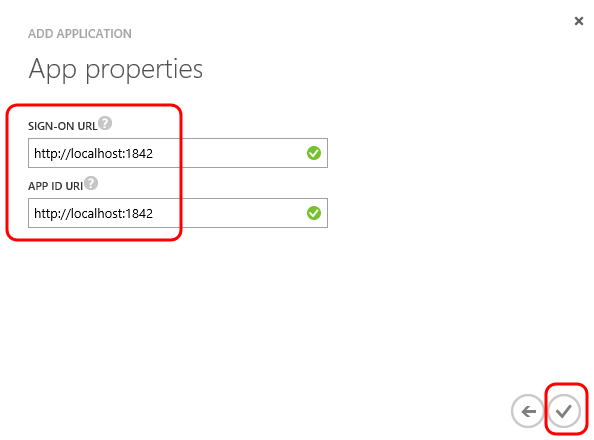 ADD APPLICATION
App properties
SIGN-ON URL ?
http://localhost:1842
APP ID URI ?
http://localhost:1842